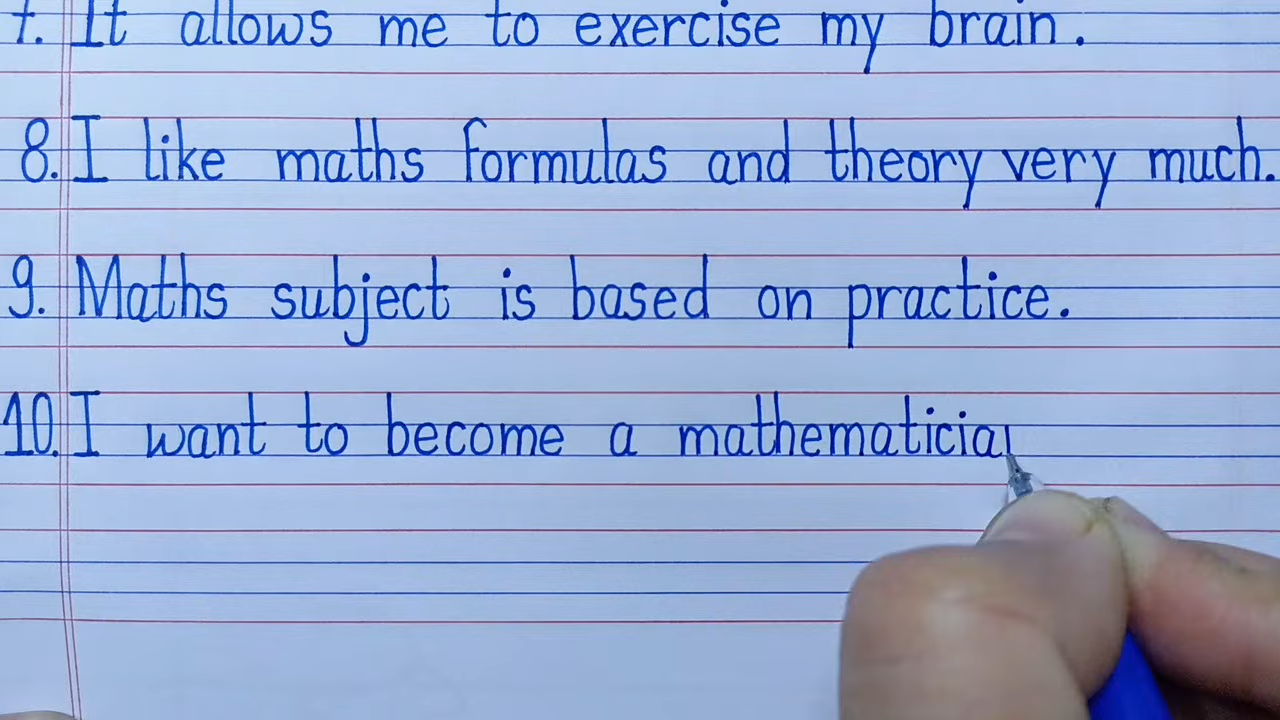 7. It allows me to exercise my brain.
8. I like maths formulas and theory very much.
9. Maths subject is based on practice.
10. I want to become a mathematicia